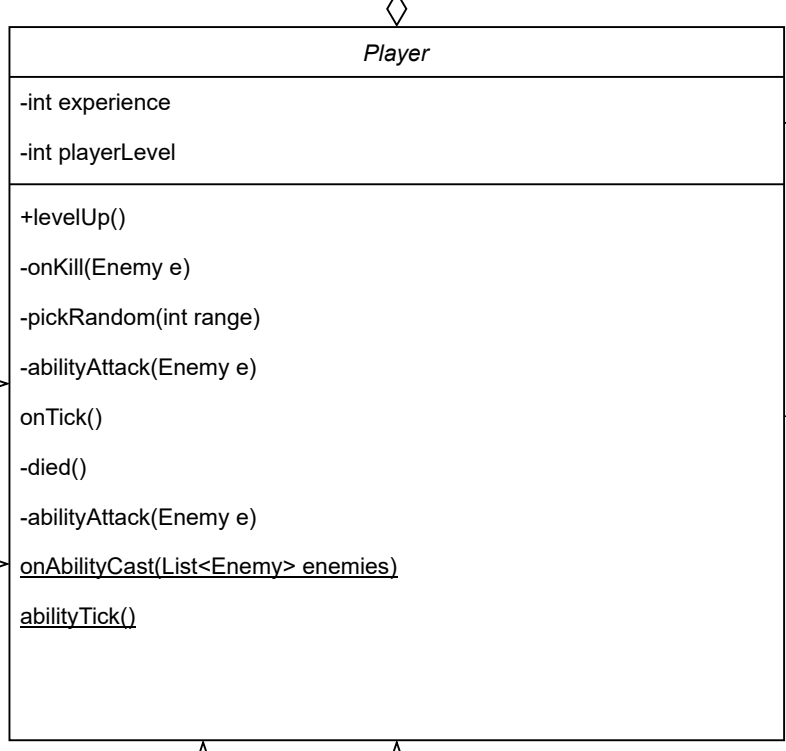 Player
-int experience
-int playerLevel
+levelUp()
-onKill(Enemy e)
-pickRandom(int range)
-abilityAttack(Enemy e)
onTick()
-died()
-abilityAttack(Enemy e)
onAbilityCast(List<Enemy> enemies)
abilityTick()